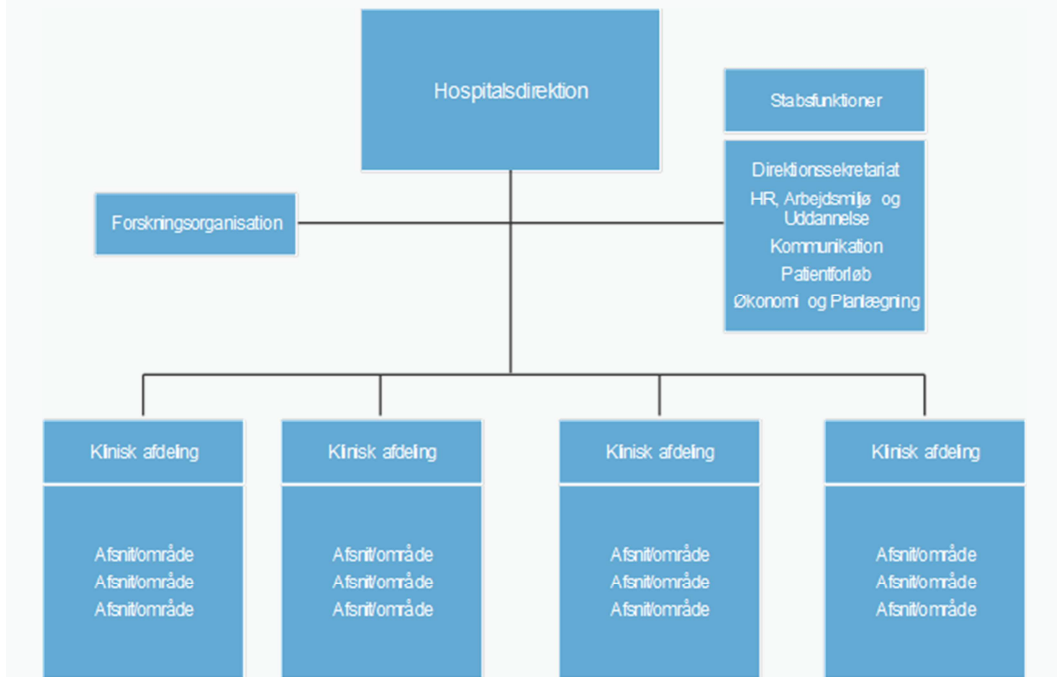 Hospitalsdirektion
Stabsfunktioner
Direktionssekretariat
HR, Arbejdsmiljø og
Uddannelse
Kommunikation
Patientforløb
Økonomi og Planlægning
Forskningsorganisation
Klinisk afdeling
Afsnit/område
Afsnit/område
Afsnit/område
Klinisk afdeling
Afsnit/område
Afsnit/område
Afsnit/område
Klinisk afdeling
Afsnit/område
Afsnit/område
Afsnit/område
Klinisk afdeling
Afsnit/område
Afsnit/område
Afsnit/område